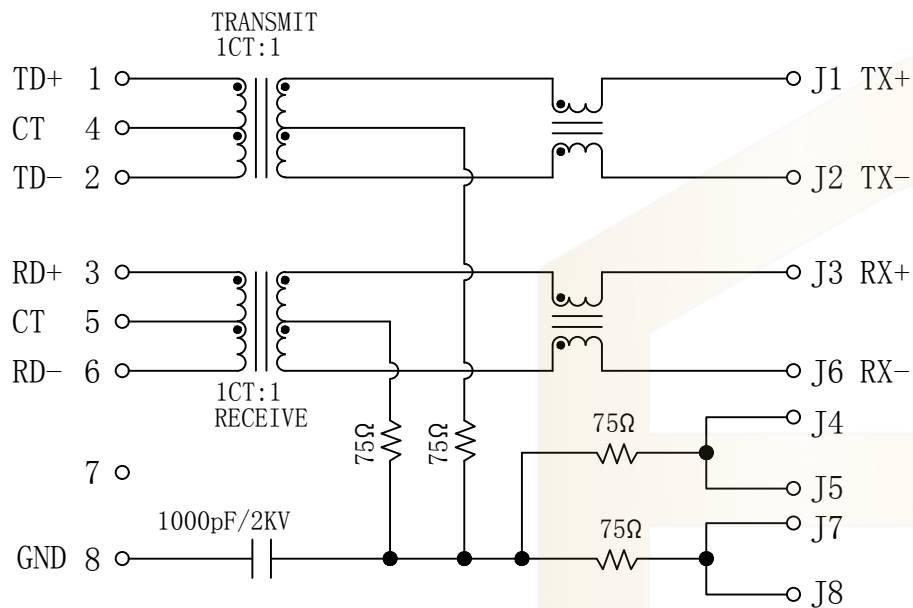 TRANSMIT
1CT:1
TD+ 1
J1 TX+
CT 4
TD- 2
J2 TX-
RD+ 3
J3 RX+
CT 5
RD- 6
J6 RX-
1CT:1
RECEIVE
75Ω
75Ω
75Ω
J4
7
J5
1000pF/2KV
75Ω
J7
GND 8
J8